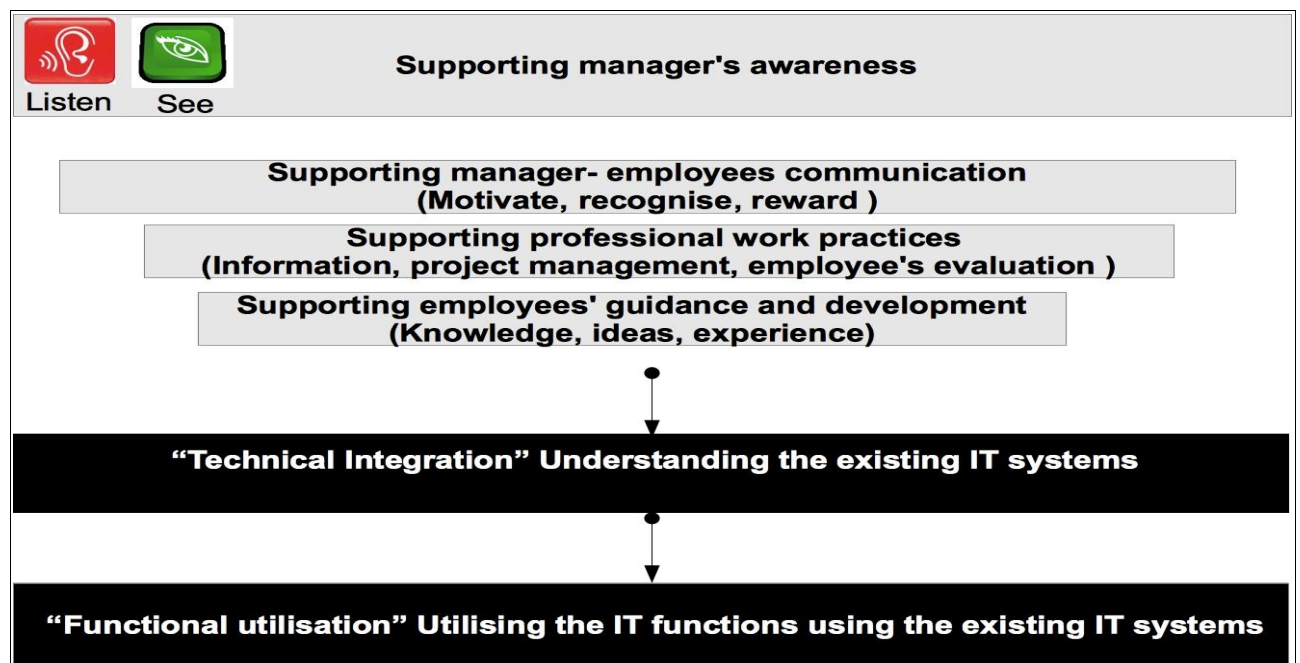 Supporting manager's awareness
Listen See
Supporting manager- employees communication
(Motivate, recognise, reward )
Supporting professional work practices
(Information, project management, employee's evaluation )
Supporting employees' guidance and development
(Knowledge, ideas, experience)
“Technical Integration” Understanding the existing IT systems
“Functional utilisation” Utilising the IT functions using the existing IT systems